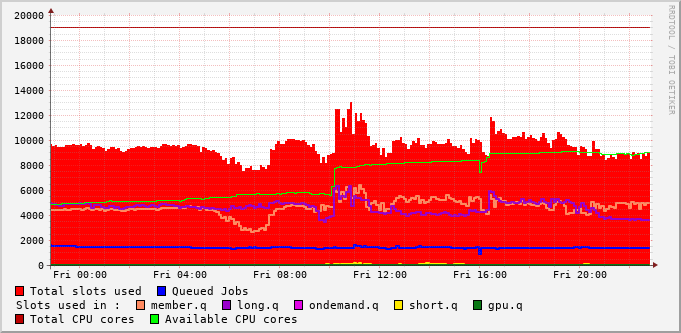 20000
18000
16000
14000
12000
10000
8000
6000
4000
2000
0
Fri 00:00 Fri 04:00 Fri 08:00 Fri 12:00 Fri 16:00 Fri 20:00
Total slots used Queued Jobs
Slots used in : member.q long.q ondemand.q short.q gpu.q
Total CPU cores Available CPU cores
RRDTOOL / TOBI OETIKER